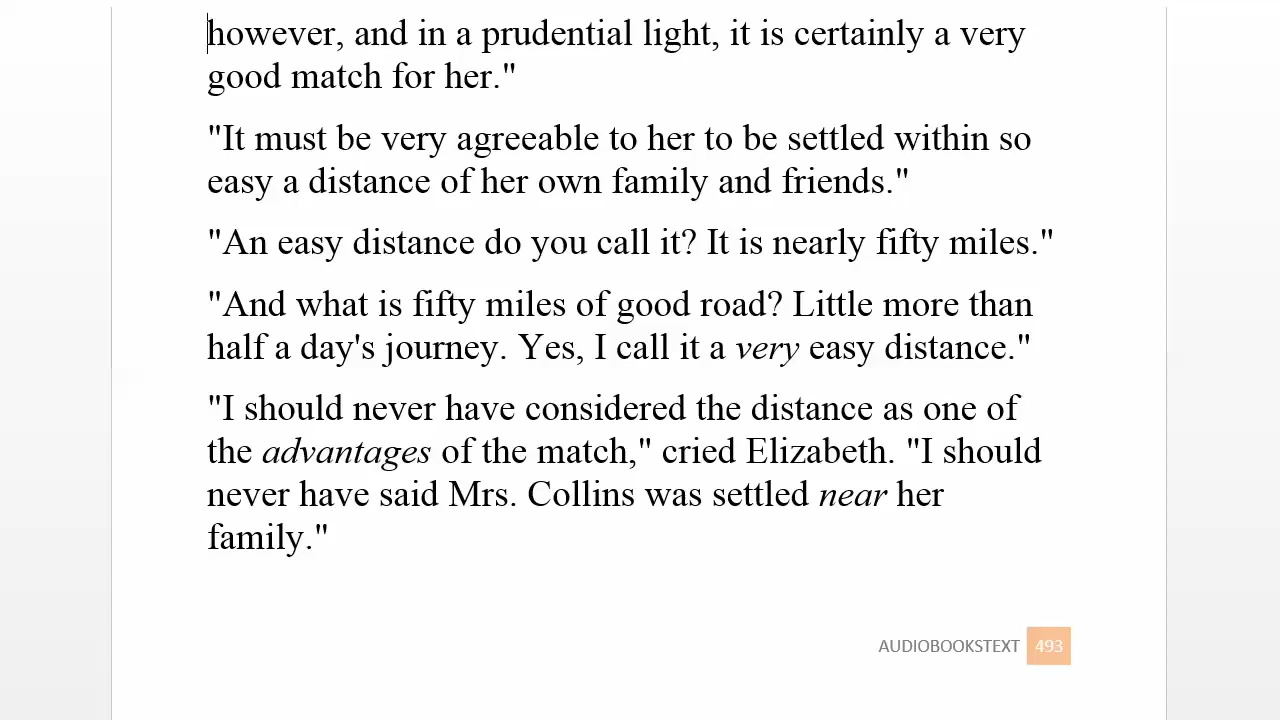 however, and in a prudential light, it is certainly a very
good match for her."
"It must be very agreeable to her to be settled within so
easy a distance of her own family and friends."
"An easy distance do you call it? It is nearly fifty miles."
"And what is fifty miles of good road? Little more than
half a day's journey. Yes, I call it a very easy distance."
"I should never have considered the distance as one of
the advantages of the match," cried Elizabeth. "I should
never have said Mrs. Collins was settled near her
family."
AUDIOBOOKSTEXT 493